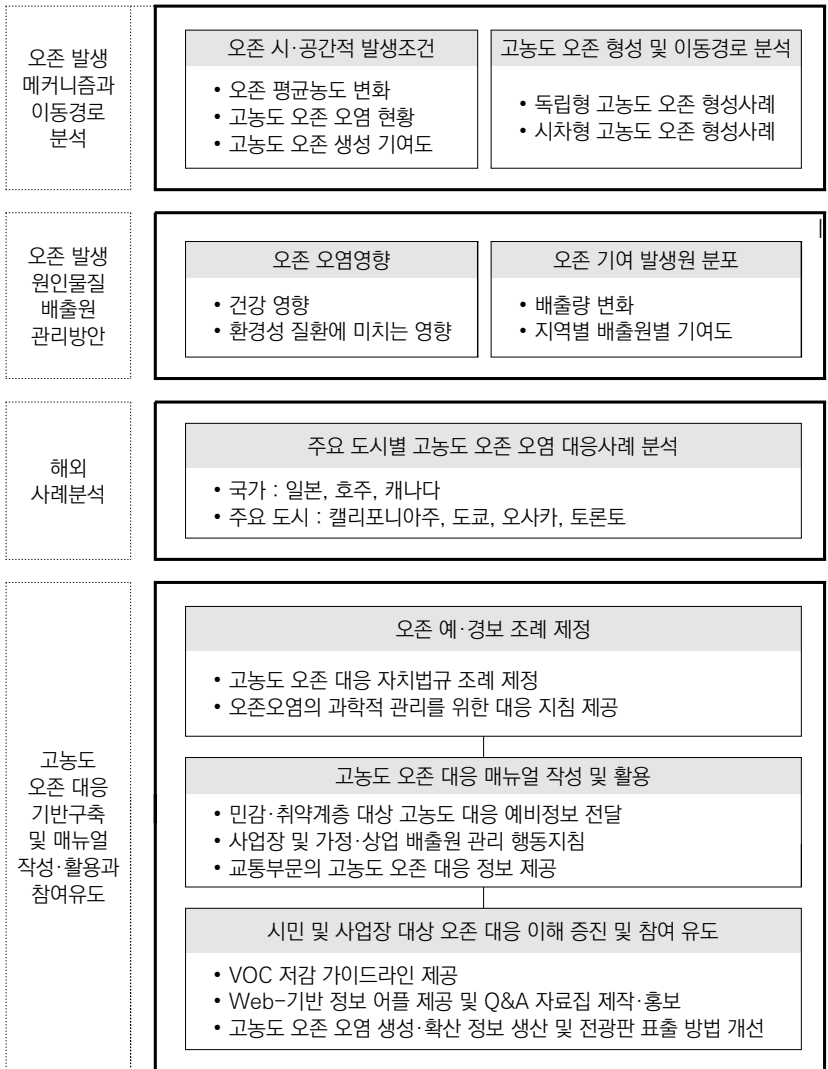 오존 발생
메커니즘과
이동경로
분석
오존 시·공간적 발생조건
• 오존 평균농도 변화
• 고농도 오존 오염 현황
• 고농도 오존 생성 기여도
고농도 오존 형성 및 이동경로 분석
• 독립형 고농도 오존 형성사례
• 시차형 고농도 오존 형성사례
오존 발생
원인물질
배출원
관리방안
오존 오염영향
• 건강 영향
• 환경성 질환에 미치는 영향
오존 기여 발생원 분포
• 배출량 변화
• 지역별 배출원별 기여도
해외
사례분석
주요 도시별 고농도 오존 오염 대응사례 분석
• 국가 : 일본, 호주, 캐나다
• 주요 도시 : 캘리포니아주, 도쿄, 오사카, 토론토
고농도
오존 대응
기반구축
및 매뉴얼
작성·활용과
참여유도
오존 예·경보 조례 제정
• 고농도 오존 대응 자치법규 조례 제정
• 오존오염의 과학적 관리를 위한 대응 지침 제공
고농도 오존 대응 매뉴얼 작성 및 활용
• 민감·취약계층 대상 고농도 대응 예비정보 전달
• 사업장 및 가정·상업 배출원 관리 행동지침
• 교통부문의 고농도 오존 대응 정보 제공
시민 및 사업장 대상 오존 대응 이해 증진 및 참여 유도
• VOC 저감 가이드라인 제공
• Web-기반 정보 어플 제공 및 Q&A 자료집 제작·홍보
• 고농도 오존 오염 생성·확산 정보 생산 및 전광판 표출 방법 개선